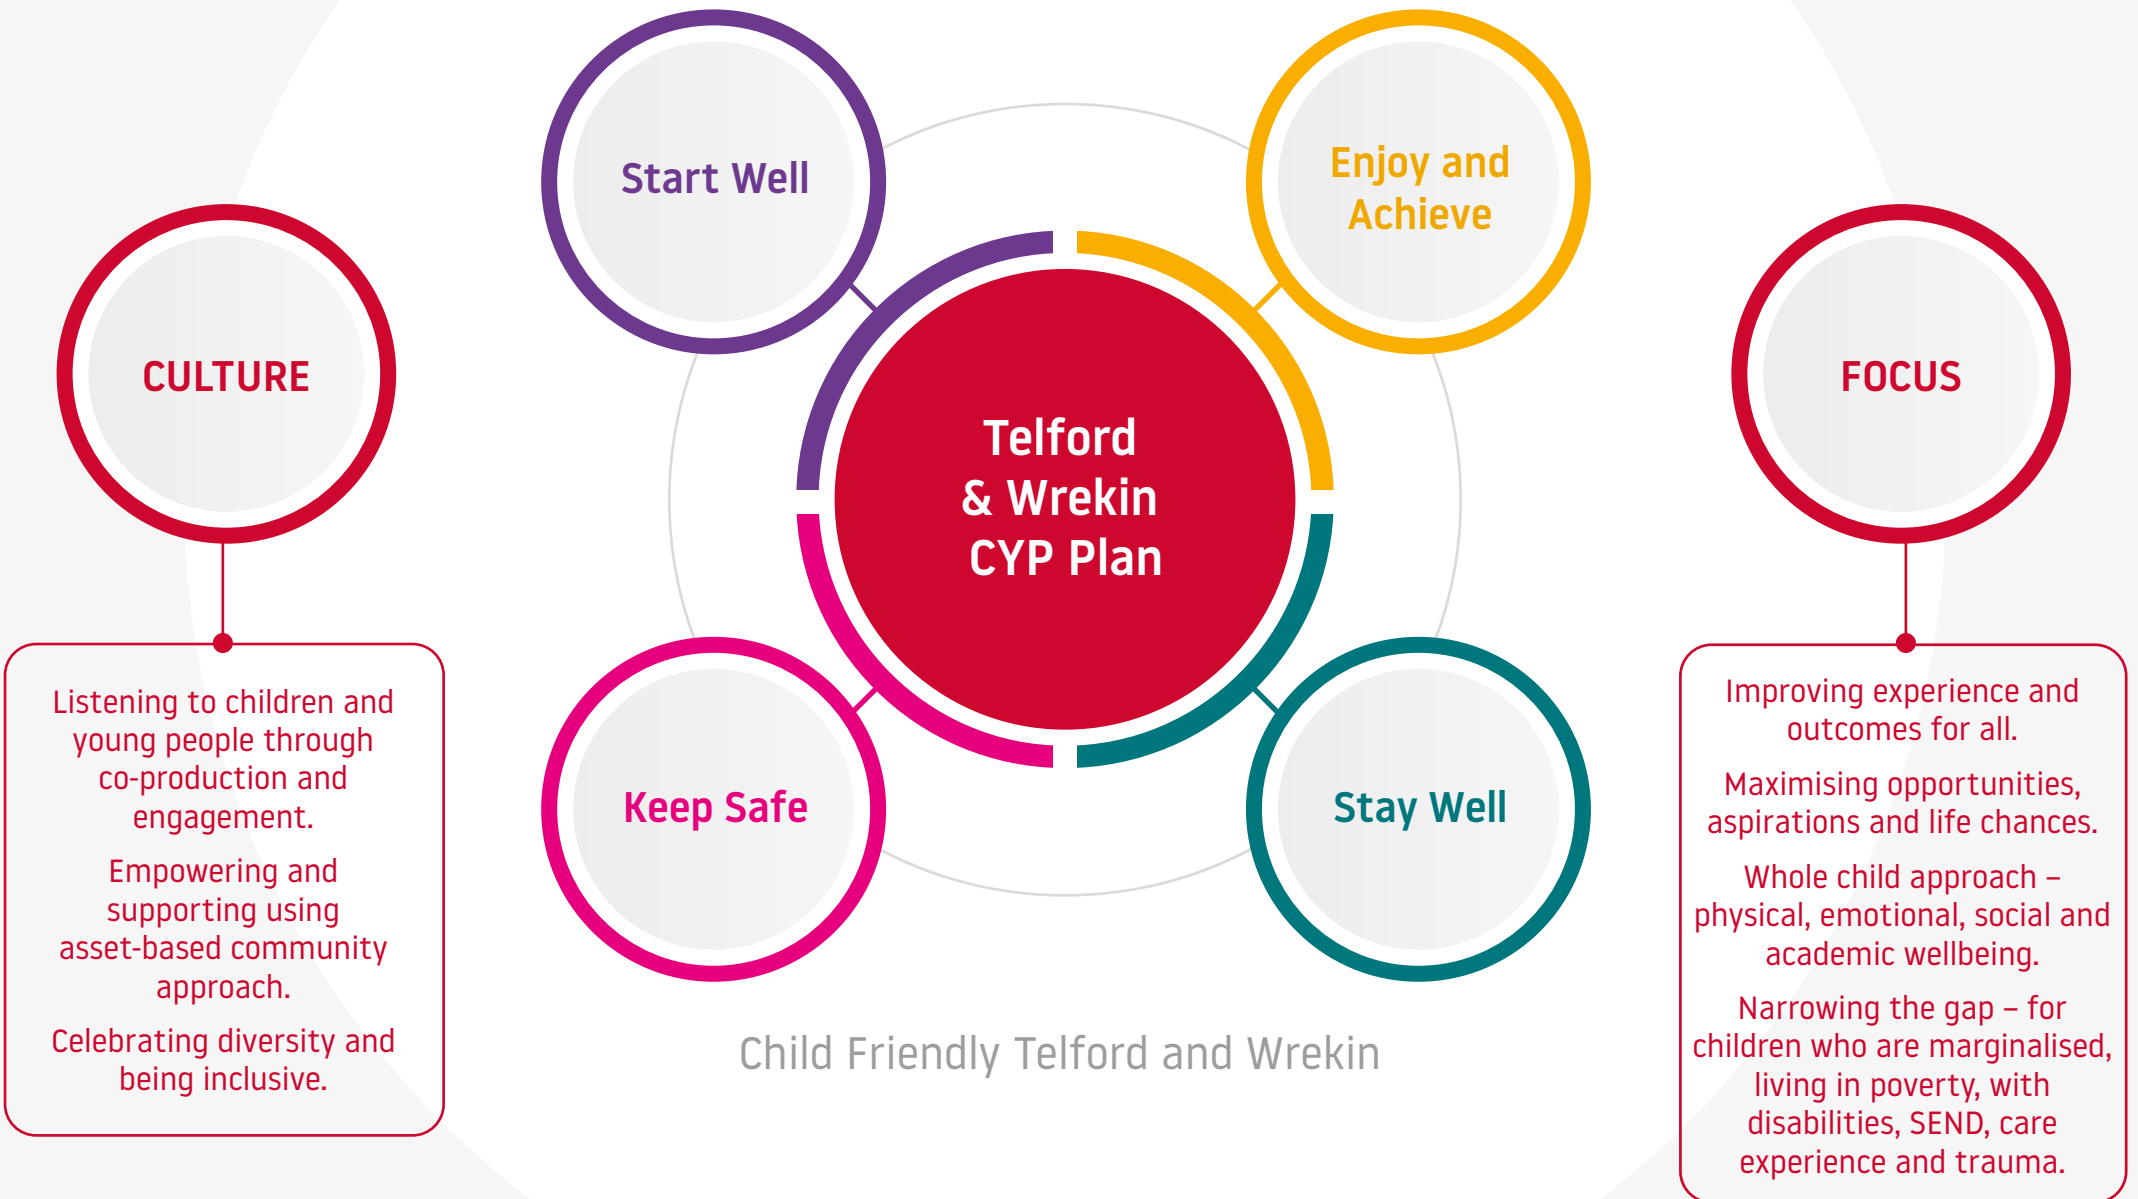 Start Well
Enjoy and
Achieve
CULTURE
FOCUS
Telford
& Wrekin
CYP Plan
Keep Safe
Stay Well
Listening to children and
young people through
co-production and
engagement.
Empowering and
supporting using
asset-based community
approach.
Celebrating diversity and
being inclusive.
Improving experience and
outcomes for all.
Maximising opportunities,
aspirations and life chances.
Whole child approach –
physical, emotional, social and
academic wellbeing.
Narrowing the gap – for
children who are marginalised,
living in poverty, with
disabilities, SEND, care
experience and trauma.
Child Friendly Telford and Wrekin